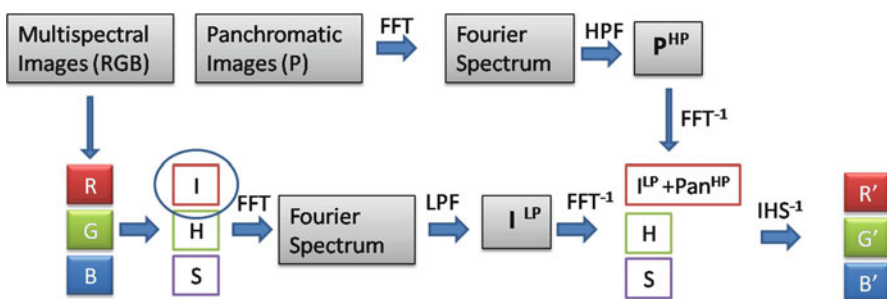 Multispectral
Images (RGB)
Panchromatic
Images (P)
FFT
Fourier
Spectrum
HPF
P^HP
FFT^-1
R
G
B
I
H
S
FFT
Fourier
Spectrum
LPF
I^LP
FFT^-1
I^LP +Pan^HP
H
S
IHS^-1
R'
G'
B'